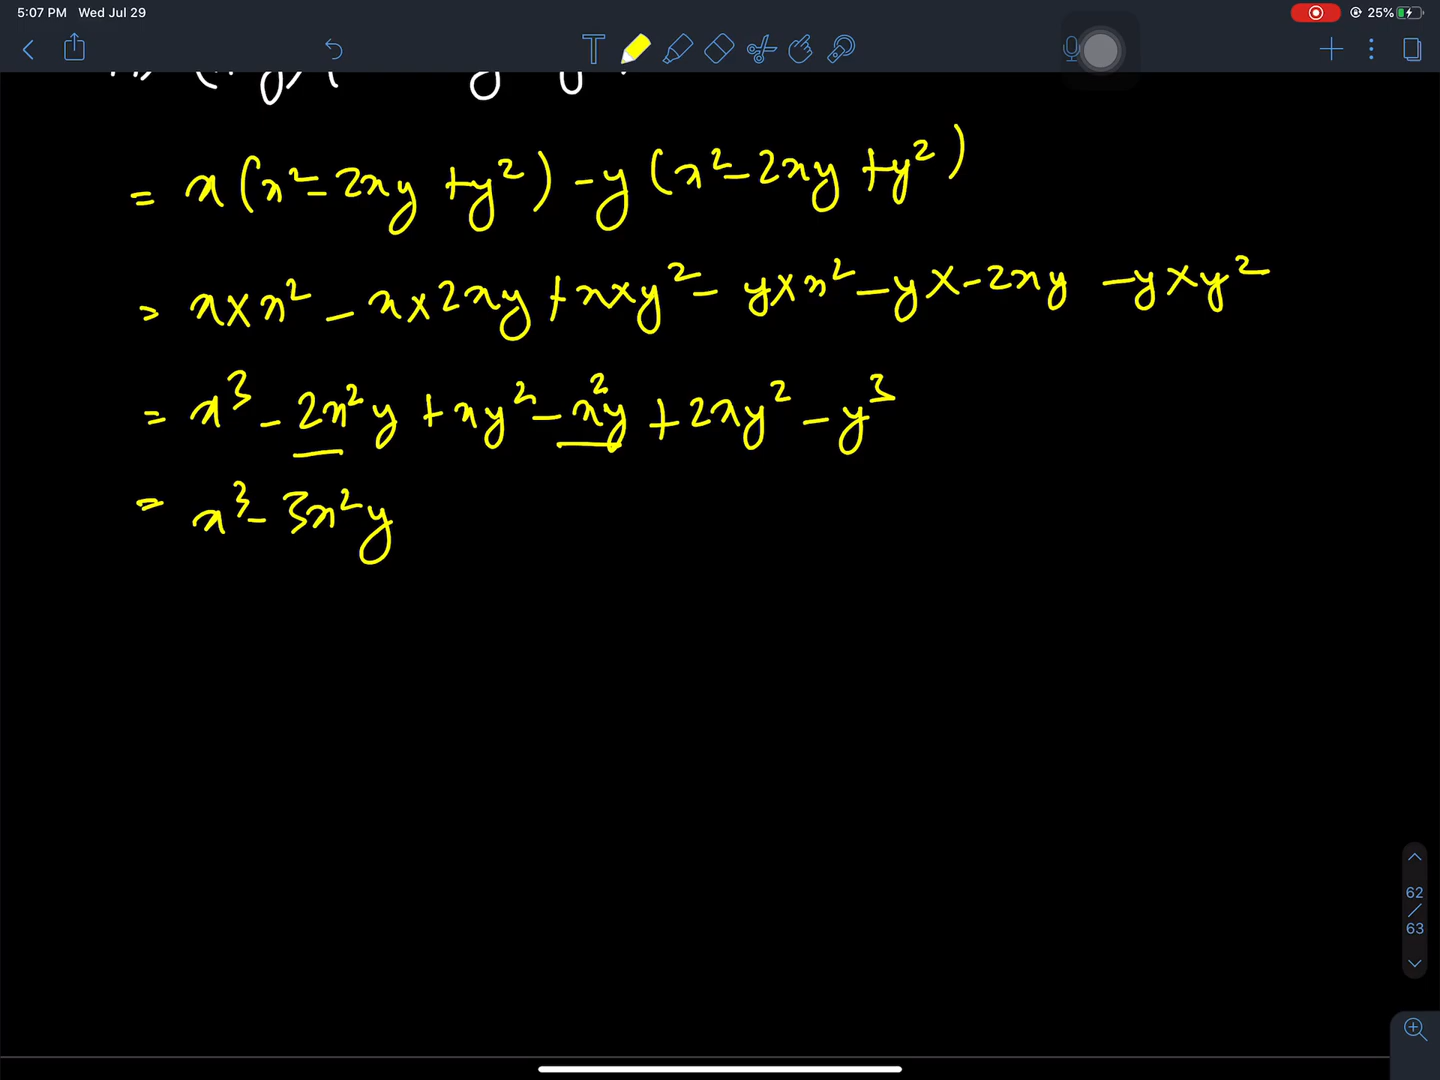 5:07 PM Wed Jul 29
25%
= x(x²-2xy+y²)-y(x²-2xy+y²)
= x×x²-x×2xy+x×y²-y×x²-y×-2xy-y×y²
= x³-2x²y+xy²-x²y+2xy²-y³
= x³-3x²y
62
/
63